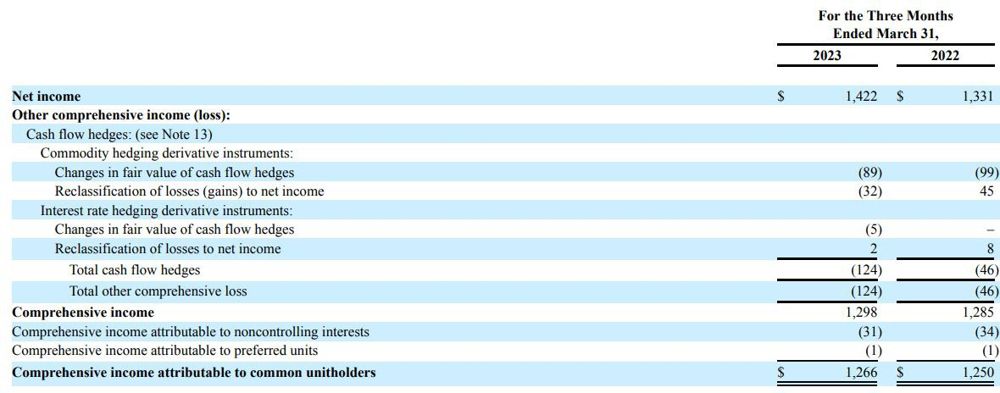 For the Three Months
Ended March 31,
2023 2022
Net income $ 1,422 $ 1,331
Other comprehensive income (loss):
Cash flow hedges: (see Note 13)
Commodity hedging derivative instruments:
Changes in fair value of cash flow hedges (89) (99)
Reclassification of losses (gains) to net income (32) 45
Interest rate hedging derivative instruments:
Changes in fair value of cash flow hedges (5) –
Reclassification of losses to net income 2 8
Total cash flow hedges (124) (46)
Total other comprehensive loss (124) (46)
Comprehensive income 1,298 1,285
Comprehensive income attributable to noncontrolling interests (31) (34)
Comprehensive income attributable to preferred units (1) (1)
Comprehensive income attributable to common unitholders $ 1,266 $ 1,250